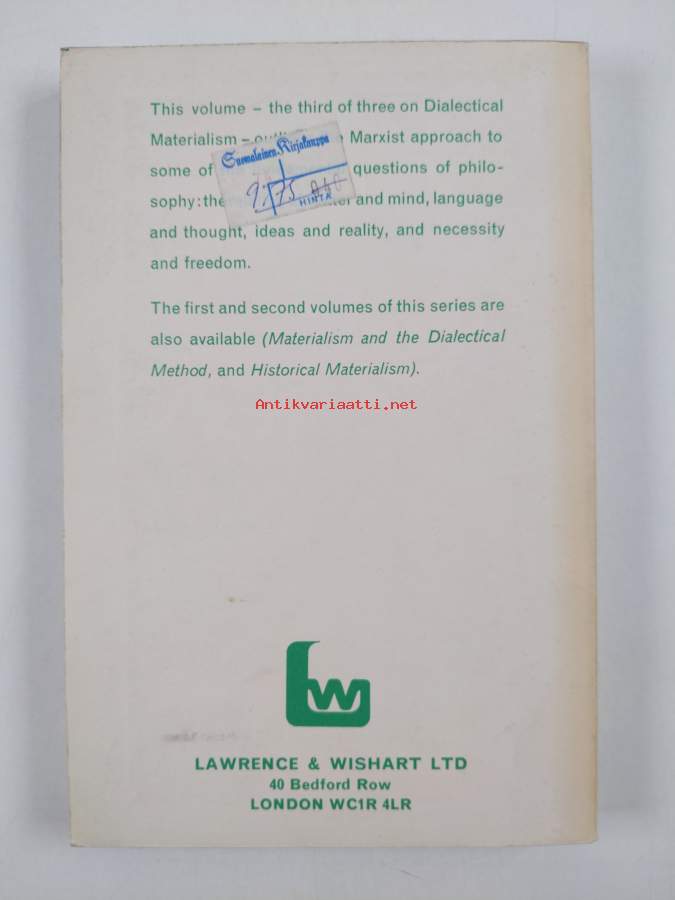 This volume – the third of three on Dialectical
Materialism – Marxist approach to
some of questions of philo-
sophy: the and mind, language
and thought, ideas and reality, and necessity
and freedom.
Suomalainen Kirjakauppa
HINTA
The first and second volumes of this series are
also available (Materialism and the Dialectical
Method, and Historical Materialism).
Antikvariaatti.net
LW
LAWRENCE & WISHART LTD
40 Bedford Row
LONDON WC1R 4LR